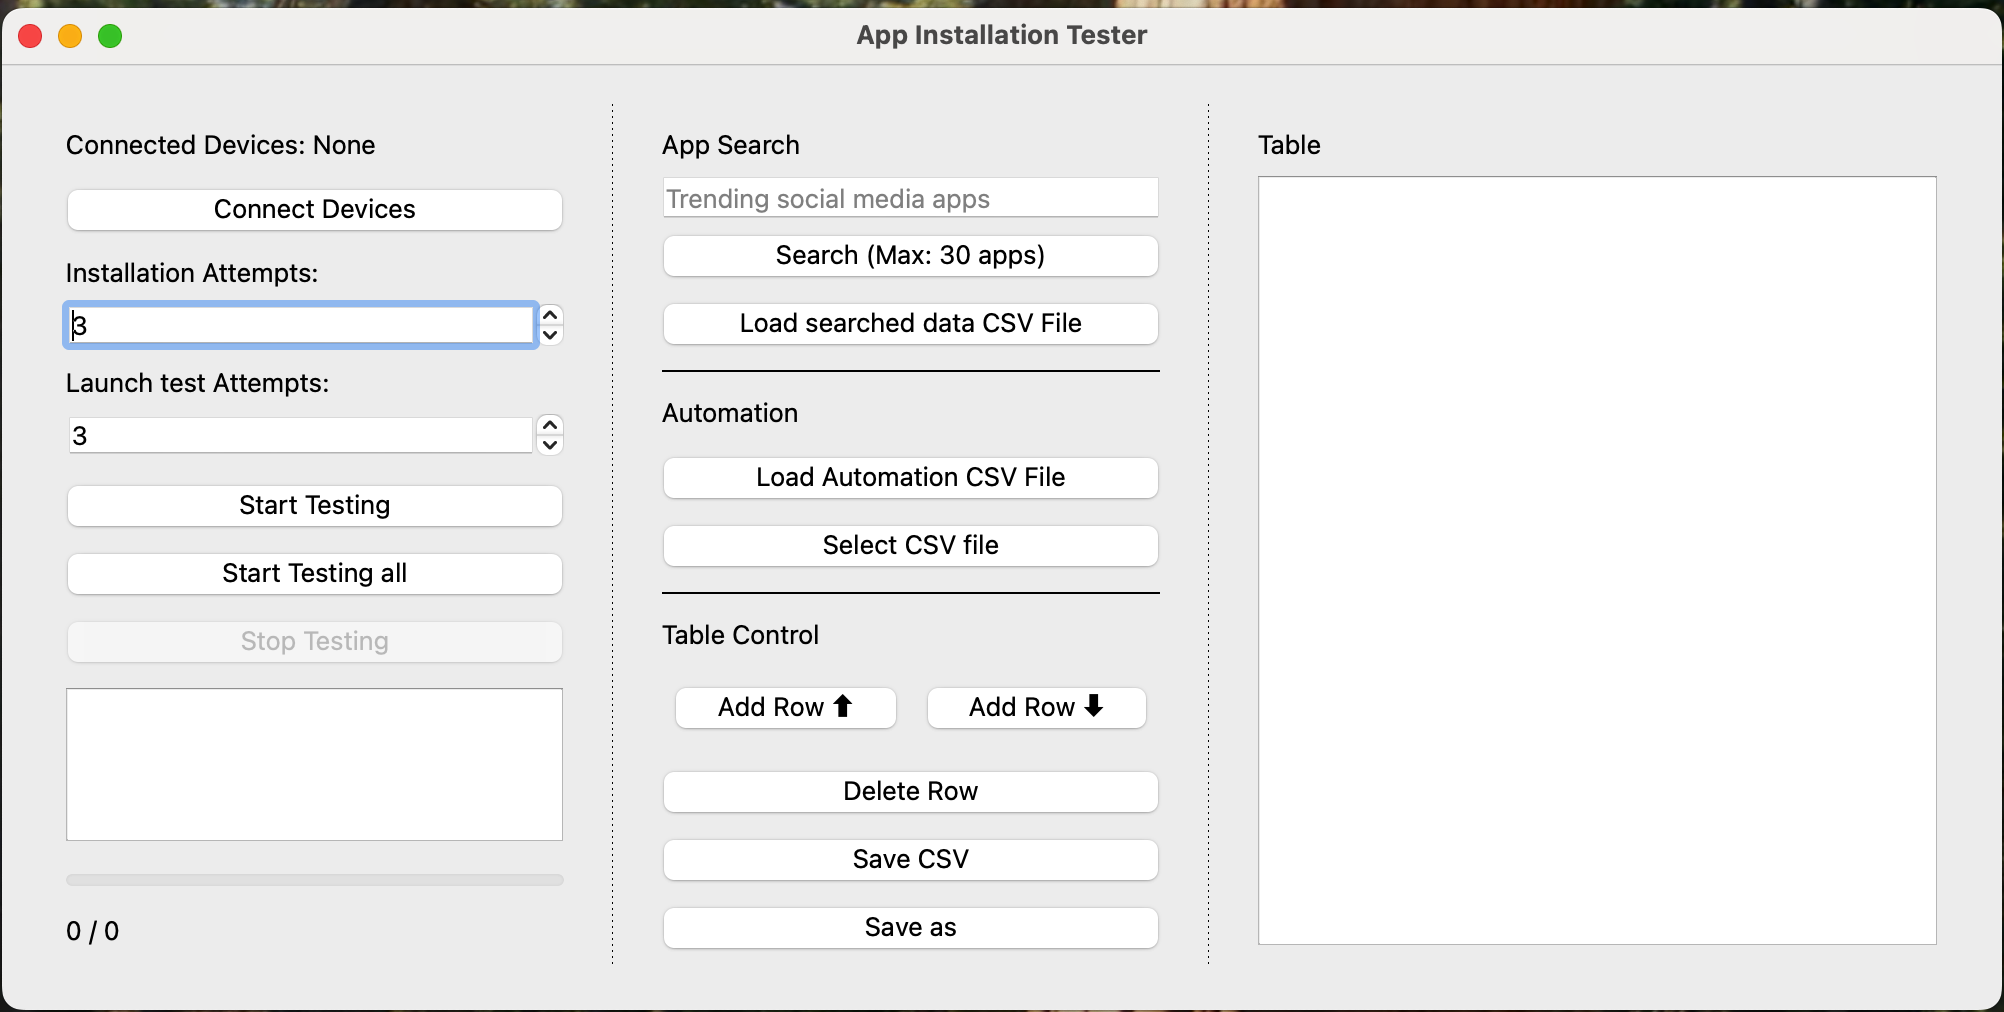 App Installation Tester
Connected Devices: None
Connect Devices
Installation Attempts:
3
Launch test Attempts:
3
Start Testing
Start Testing all
Stop Testing
0 / 0
App Search
Trending social media apps
Search (Max: 30 apps)
Load searched data CSV File
Automation
Load Automation CSV File
Select CSV file
Table Control
Add Row ⬆
Add Row ⬇
Delete Row
Save CSV
Save as
Table